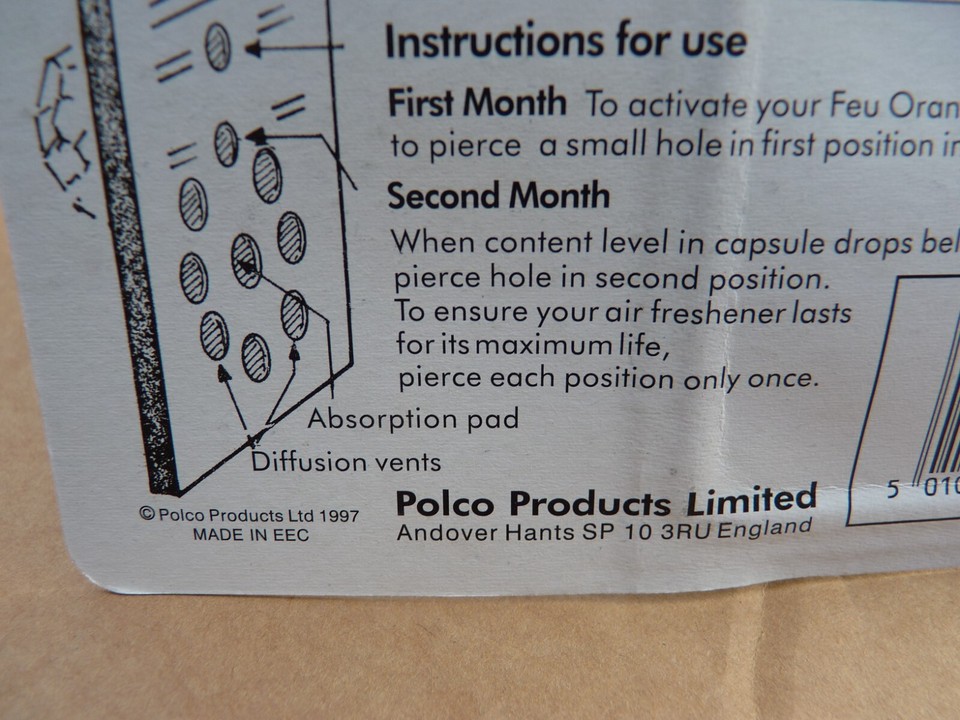 Instructions for use
First Month To activate your Feu Oran
to pierce a small hole in first position in
Second Month
When content level in capsule drops bel
pierce hole in second position.
To ensure your air freshener lasts
for its maximum life,
pierce each position only once.
Absorption pad
Diffusion vents
5 010
Polco Products Limited
Andover Hants SP 10 3RU England
© Polco Products Ltd 1997
MADE IN EEC